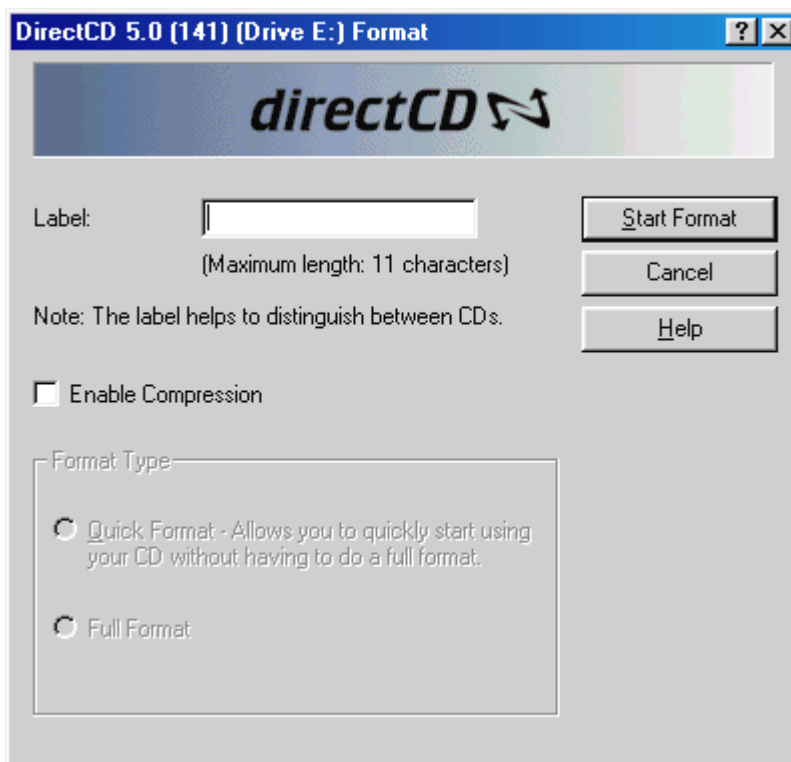 DirectCD 5.0 (141) (Drive E:) Format
directCD
Label:
Start Format
(Maximum length: 11 characters)
Cancel
Note: The label helps to distinguish between CDs.
Help
Enable Compression
Format Type
Quick Format - Allows you to quickly start using
your CD without having to do a full format.
Full Format